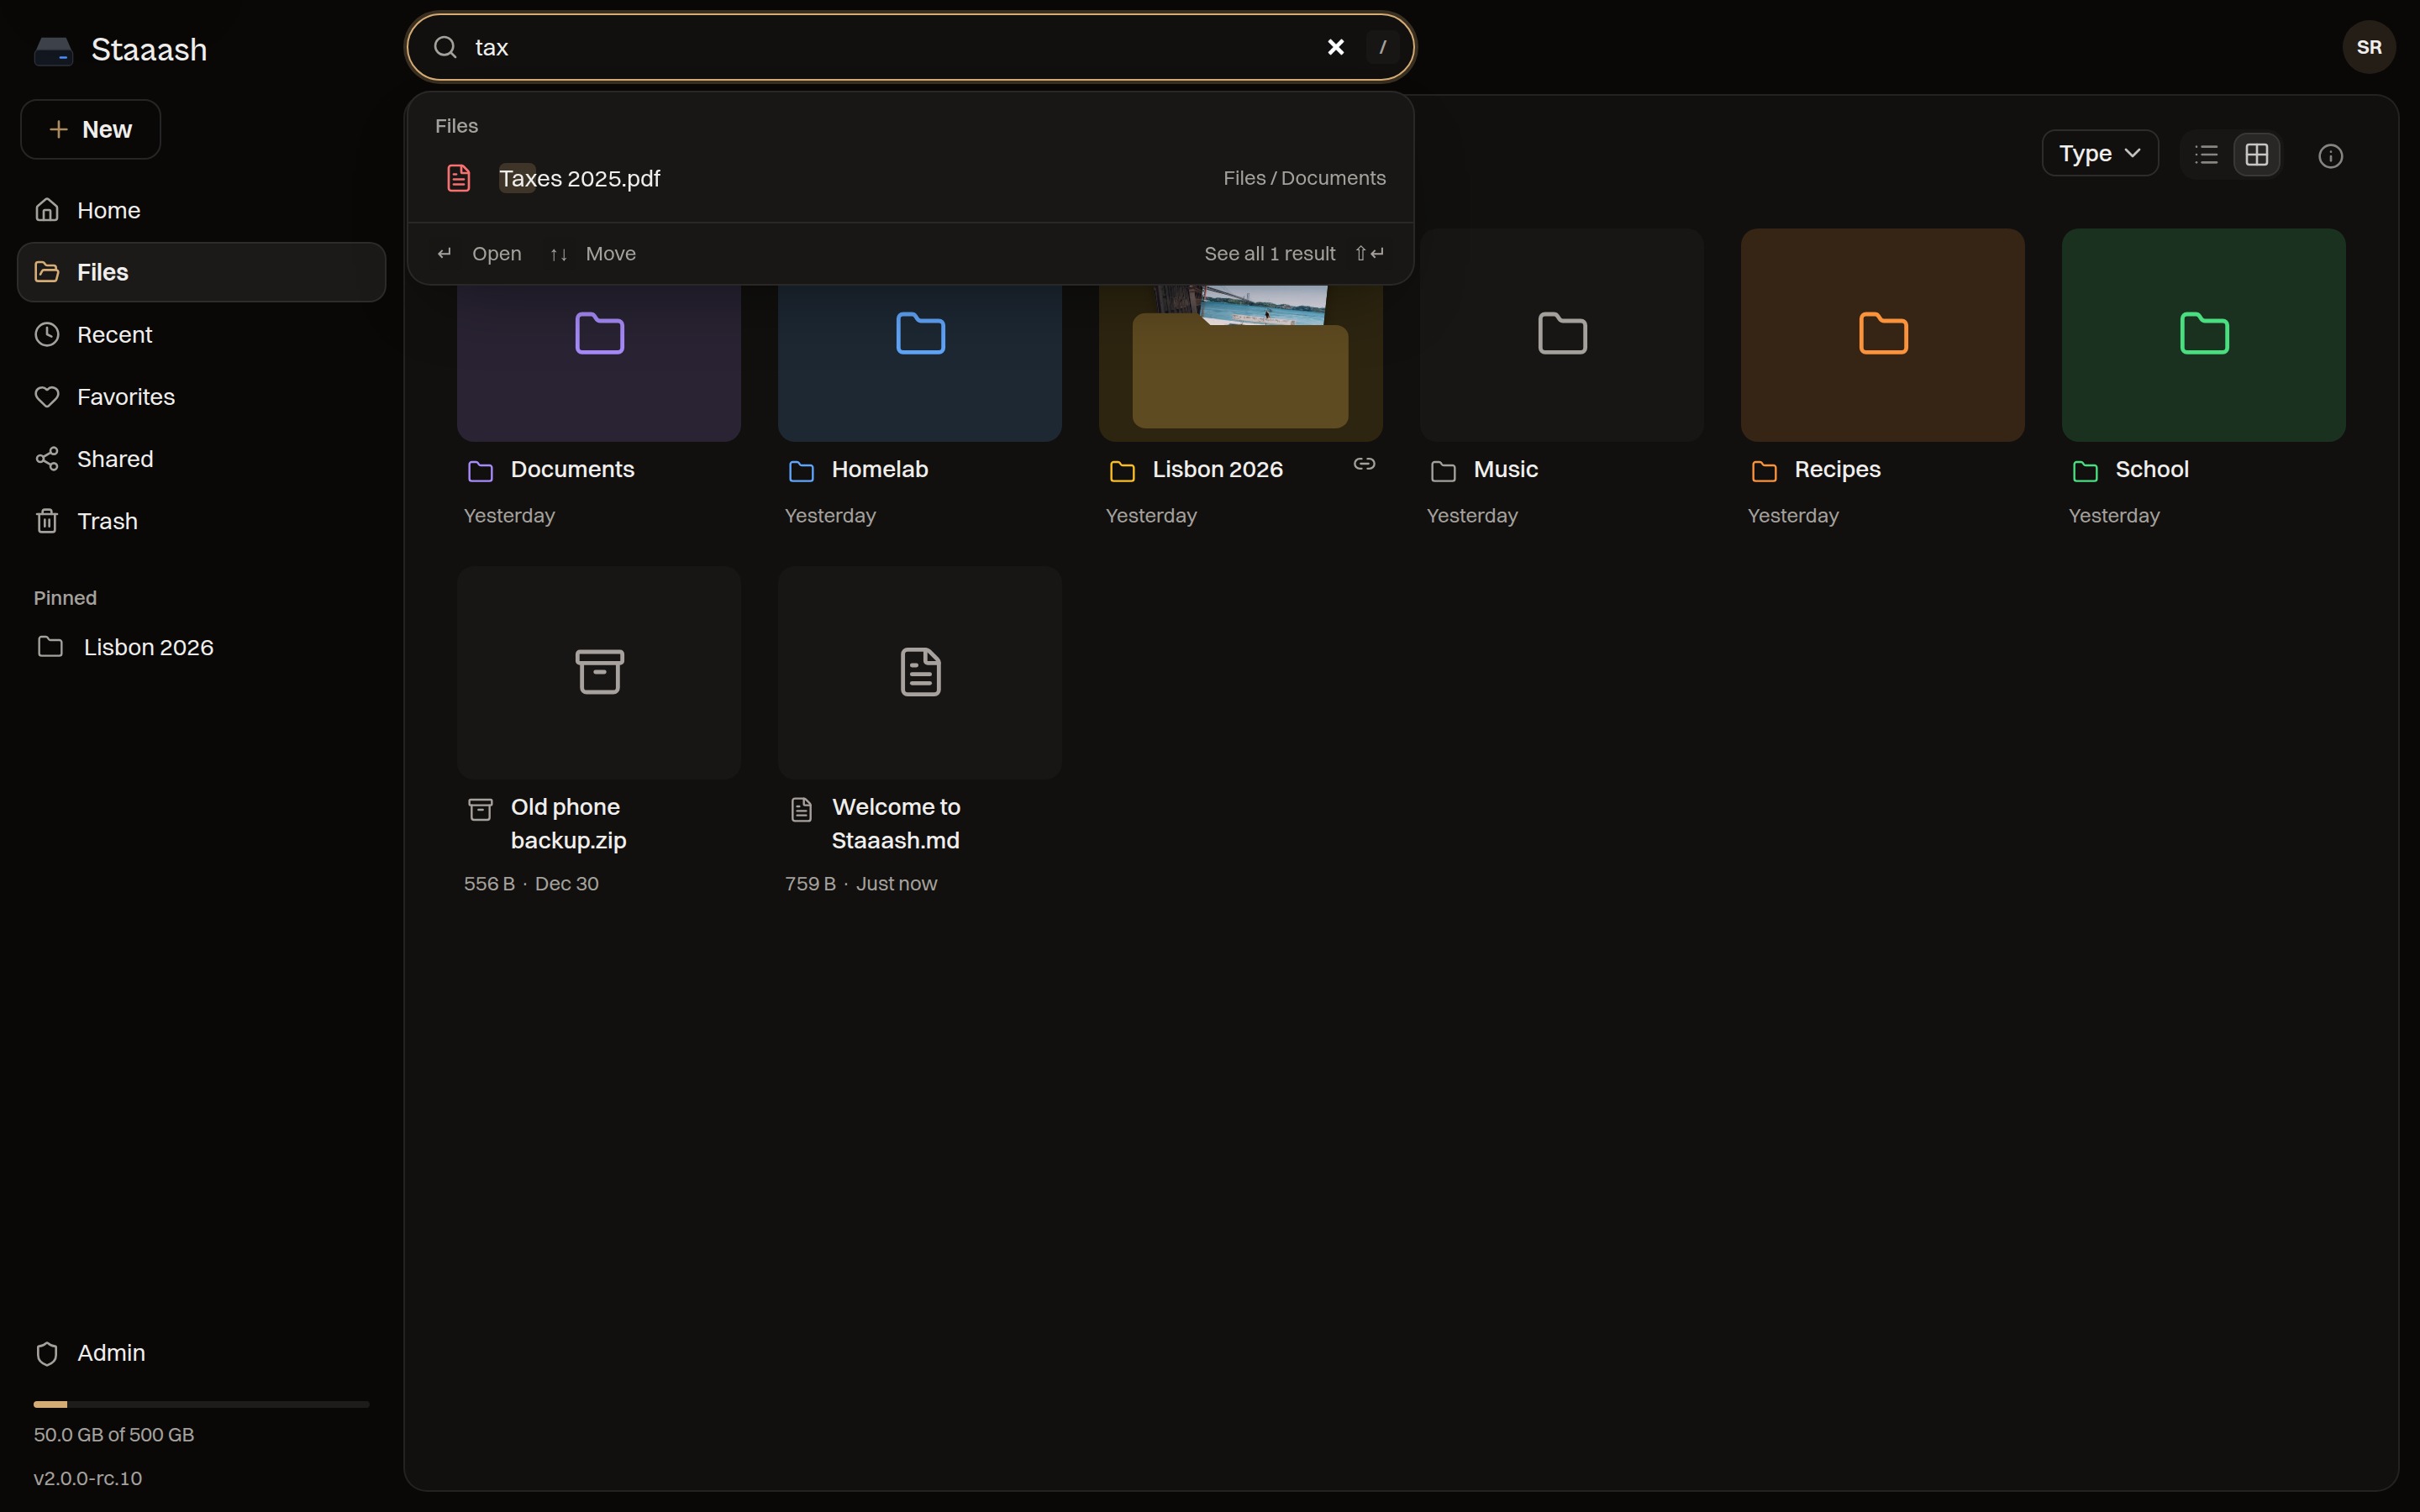 Staaash
tax
/
SR
New
Home
Files
Recent
Favorites
Shared
Trash
Pinned
Lisbon 2026
Admin
50.0 GB of 500 GB
v2.0.0-rc.10
Files
Taxes 2025.pdf
Files / Documents
↵ Open ↑↓ Move
See all 1 result ⇧↵
Type
Documents
Yesterday
Homelab
Yesterday
Lisbon 2026
Yesterday
Music
Yesterday
Recipes
Yesterday
School
Yesterday
Old phone
backup.zip
556 B · Dec 30
Welcome to
Staaash.md
759 B · Just now